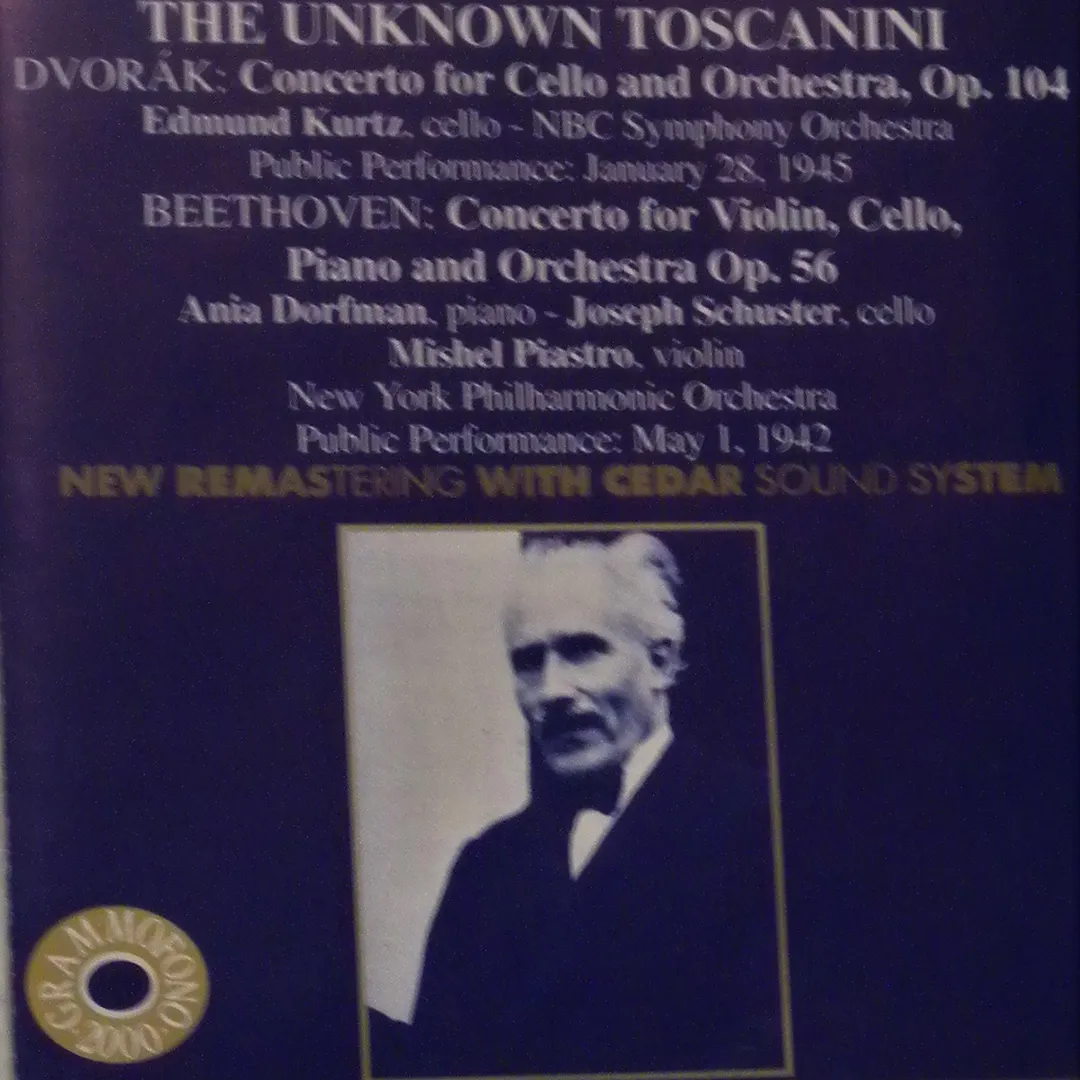 THE UNKNOWN TOSCANINI
DVORÁK: Concerto for Cello and Orchestra, Op. 104
Edmund Kurtz, cello - NBC Symphony Orchestra
Public Performance: January 28, 1945
BEETHOVEN: Concerto for Violin, Cello,
Piano and Orchestra Op. 56
Ania Dorfman, piano - Joseph Schuster, cello
Mishel Piastro, violin
New York Philharmonic Orchestra
Public Performance: May 1, 1942
NEW REMASTERING WITH CEDAR SOUND SYSTEM
GRAMMOFONO
2000